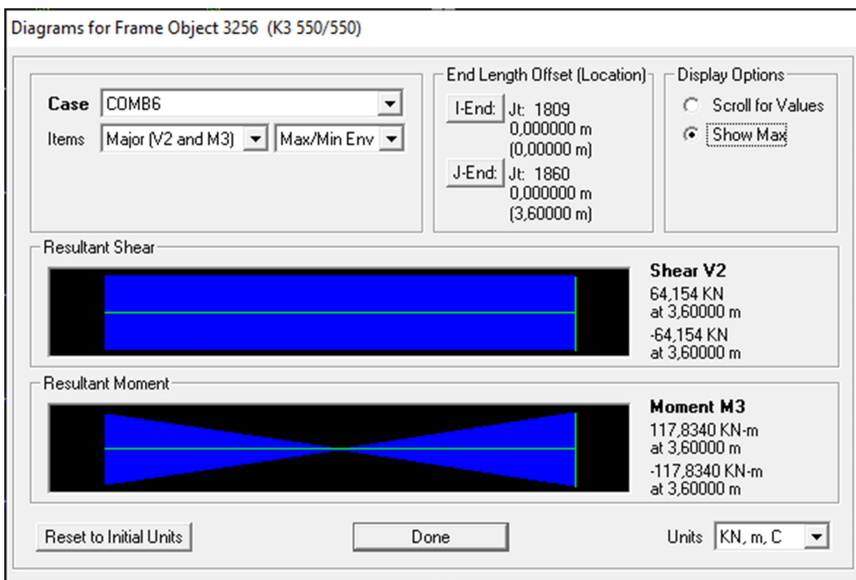 Diagrams for Frame Object 3256 (K3 550/550)
Case COMB6
Items Major (V2 and M3) Max/Min Env
End Length Offset (Location)
I-End: Jt: 1809
0,000000 m
(0,00000 m)
J-End: Jt: 1860
0,000000 m
(3,60000 m)
Display Options
Scroll for Values
Show Max
Resultant Shear
Shear V2
64,154 KN
at 3,60000 m
-64,154 KN
at 3,60000 m
Resultant Moment
Moment M3
117,8340 KN-m
at 3,60000 m
-117,8340 KN-m
at 3,60000 m
Reset to Initial Units
Done
Units KN, m, C